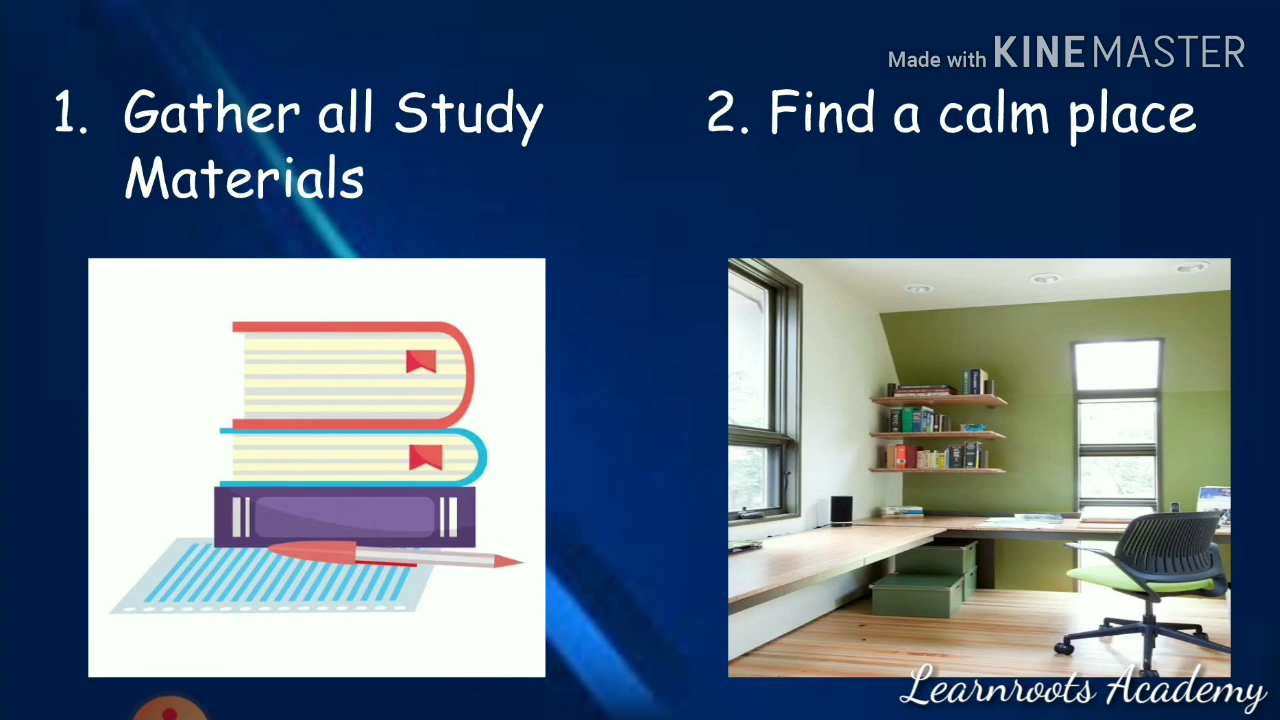 Made with KINEMASTER
1. Gather all Study
Materials
2. Find a calm place
Learnroots Academy